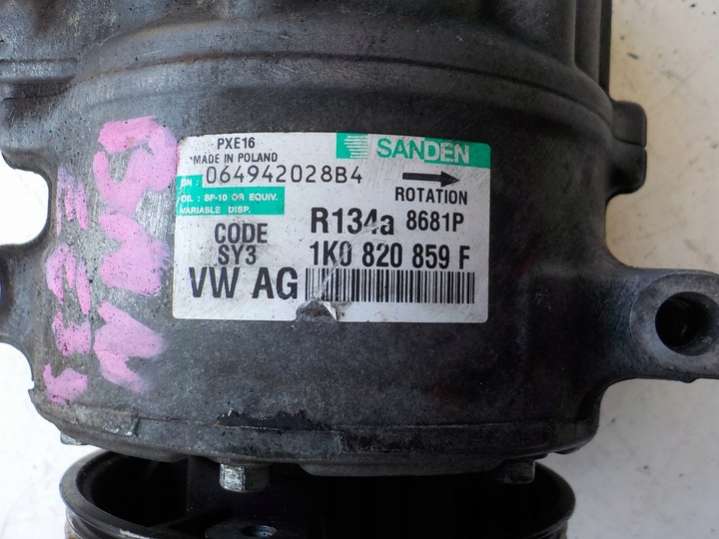 PXE16
MADE IN POLAND
SANDEN
SN : 064942028B4
OIL : SP-10 OR EQUIV.
VARIABLE DISP.
ROTATION
R134a 8681P
CODE
SY3
1K0 820 859 F
VW AG